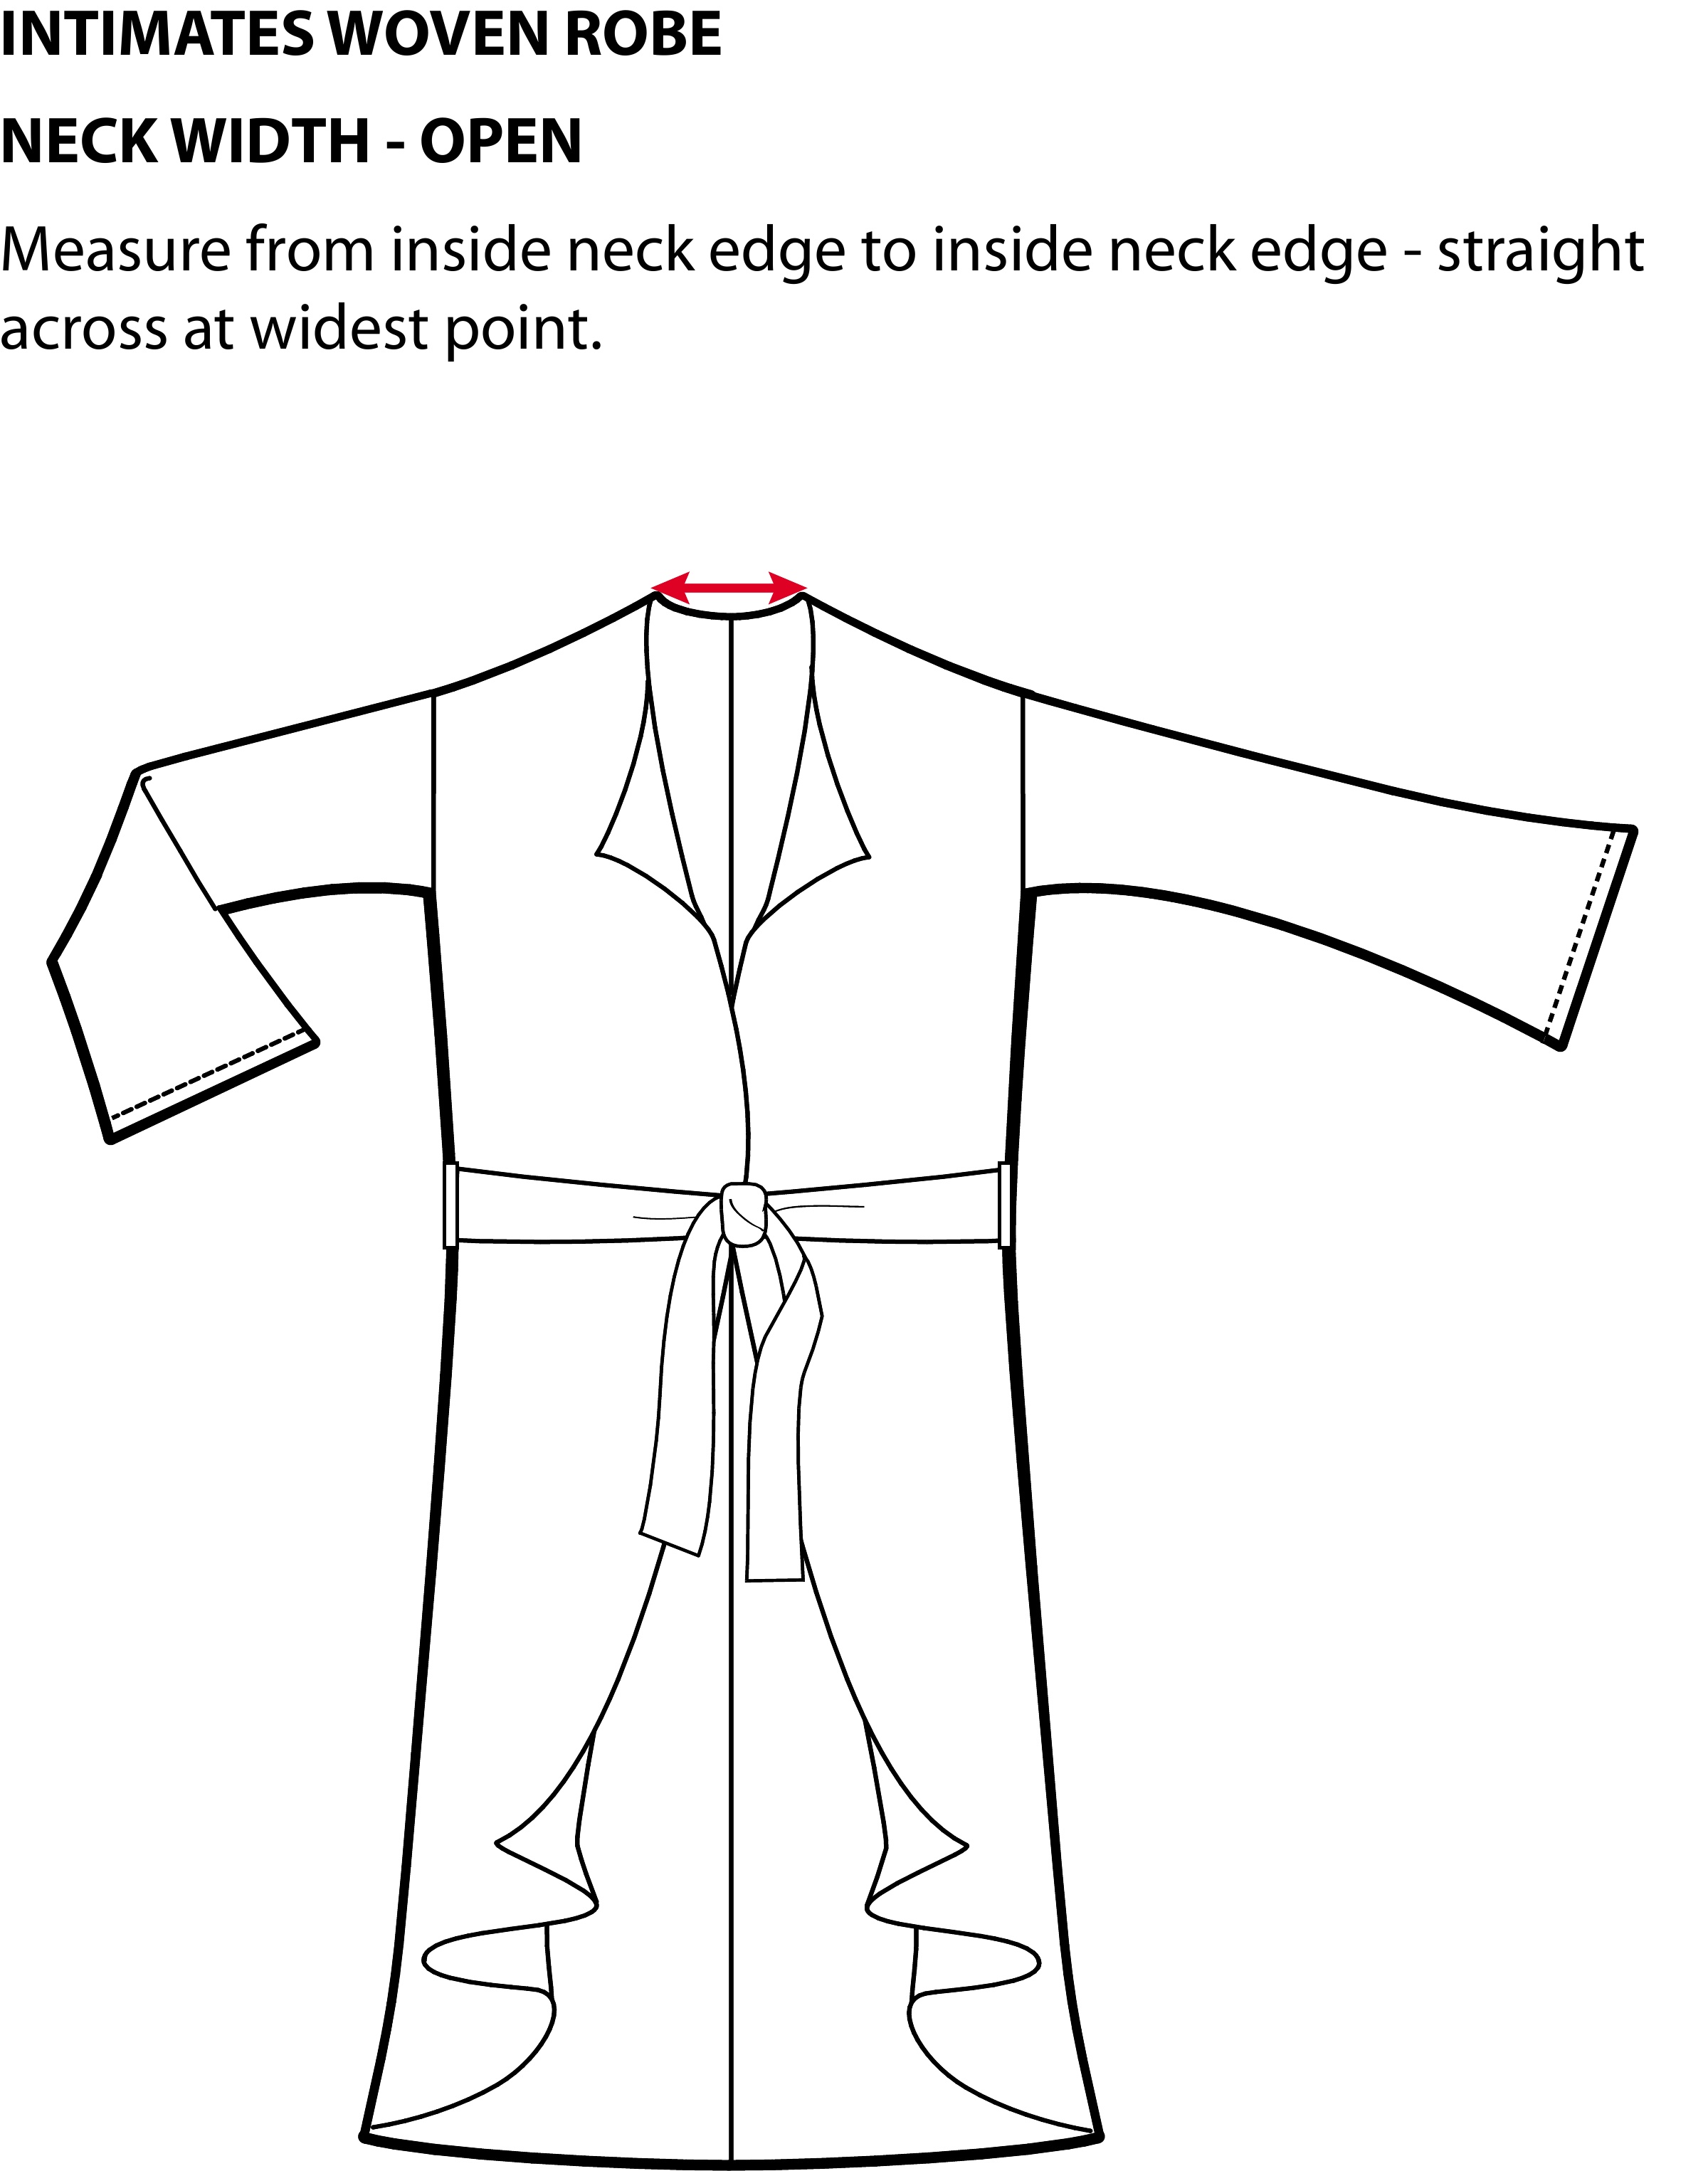 INTIMATES WOVEN ROBE
NECK WIDTH - OPEN
Measure from inside neck edge to inside neck edge - straight
across at widest point.